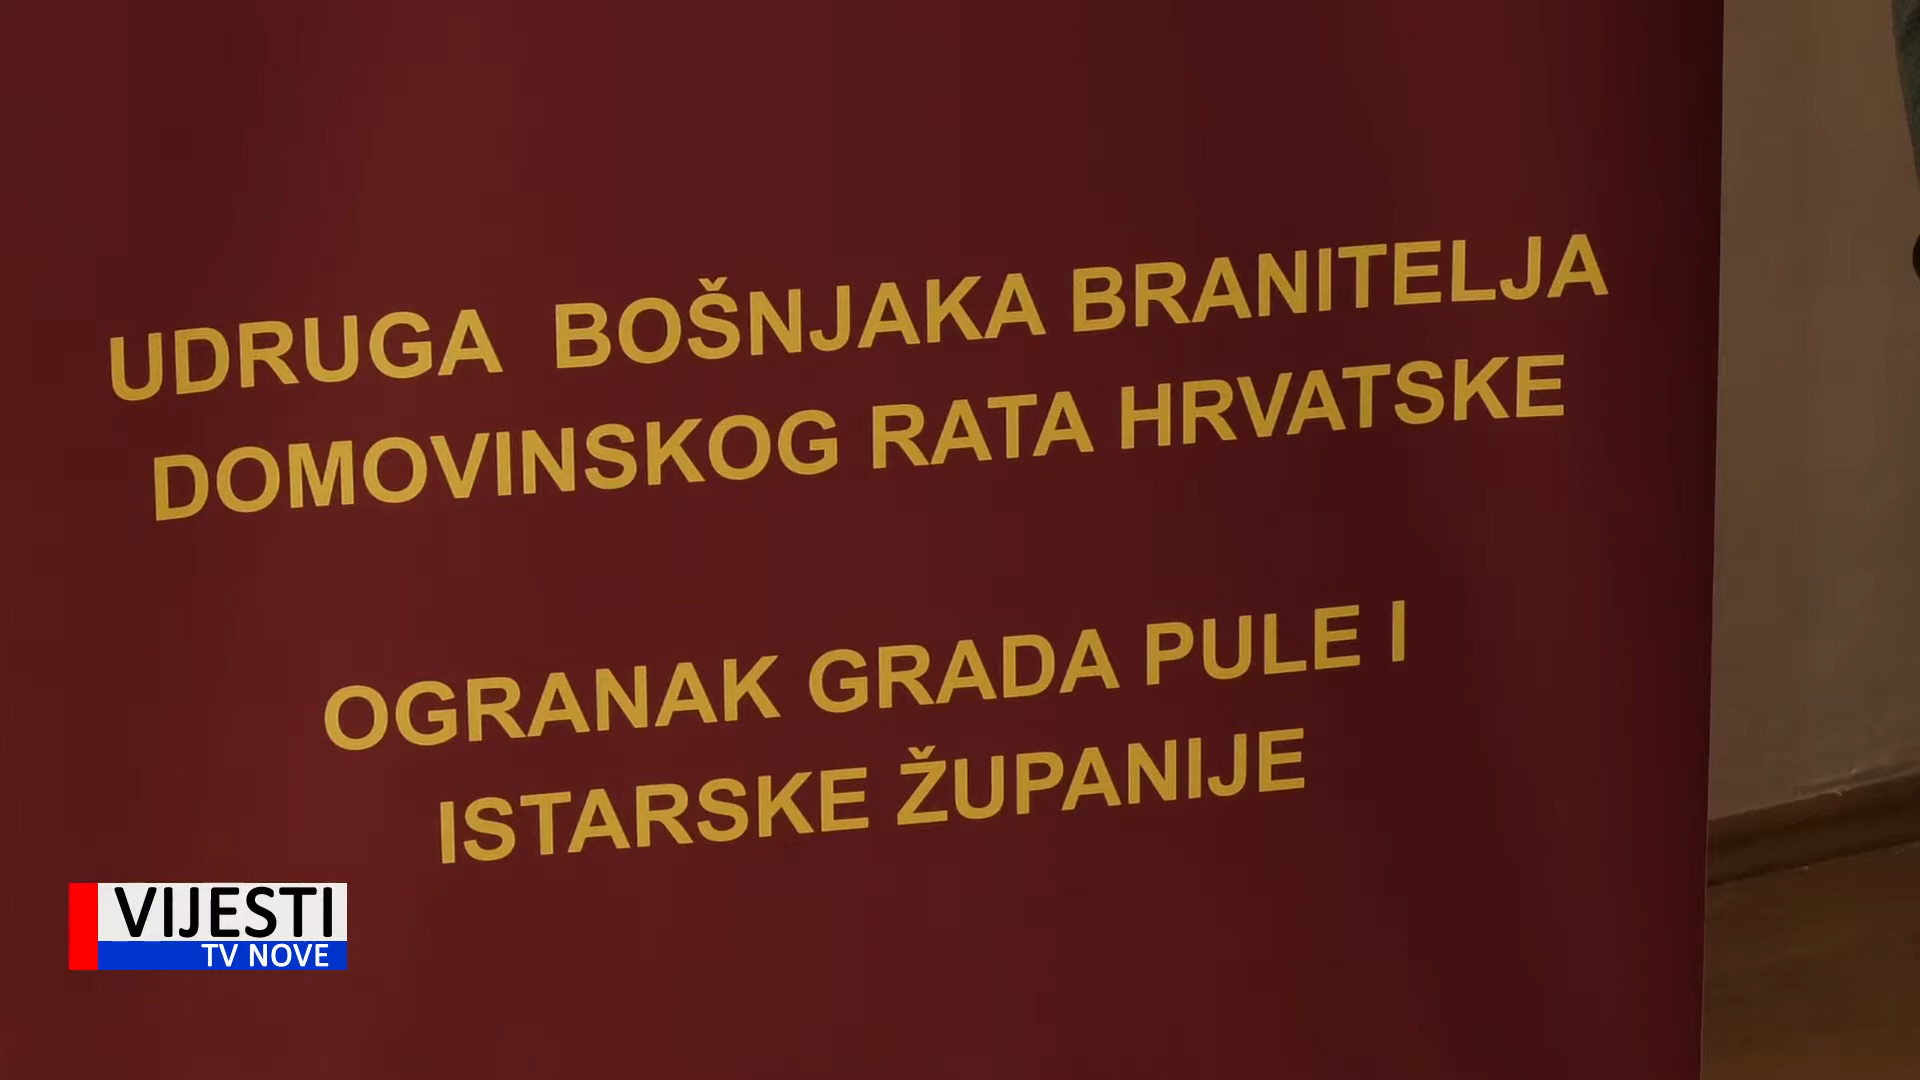 UDRUGA BOŠNJAKA BRANITELJA
DOMOVINSKOG RATA HRVATSKE
OGRANAK GRADA PULE I
ISTARSKE ŽUPANIJE
VIJESTI
TV NOVE